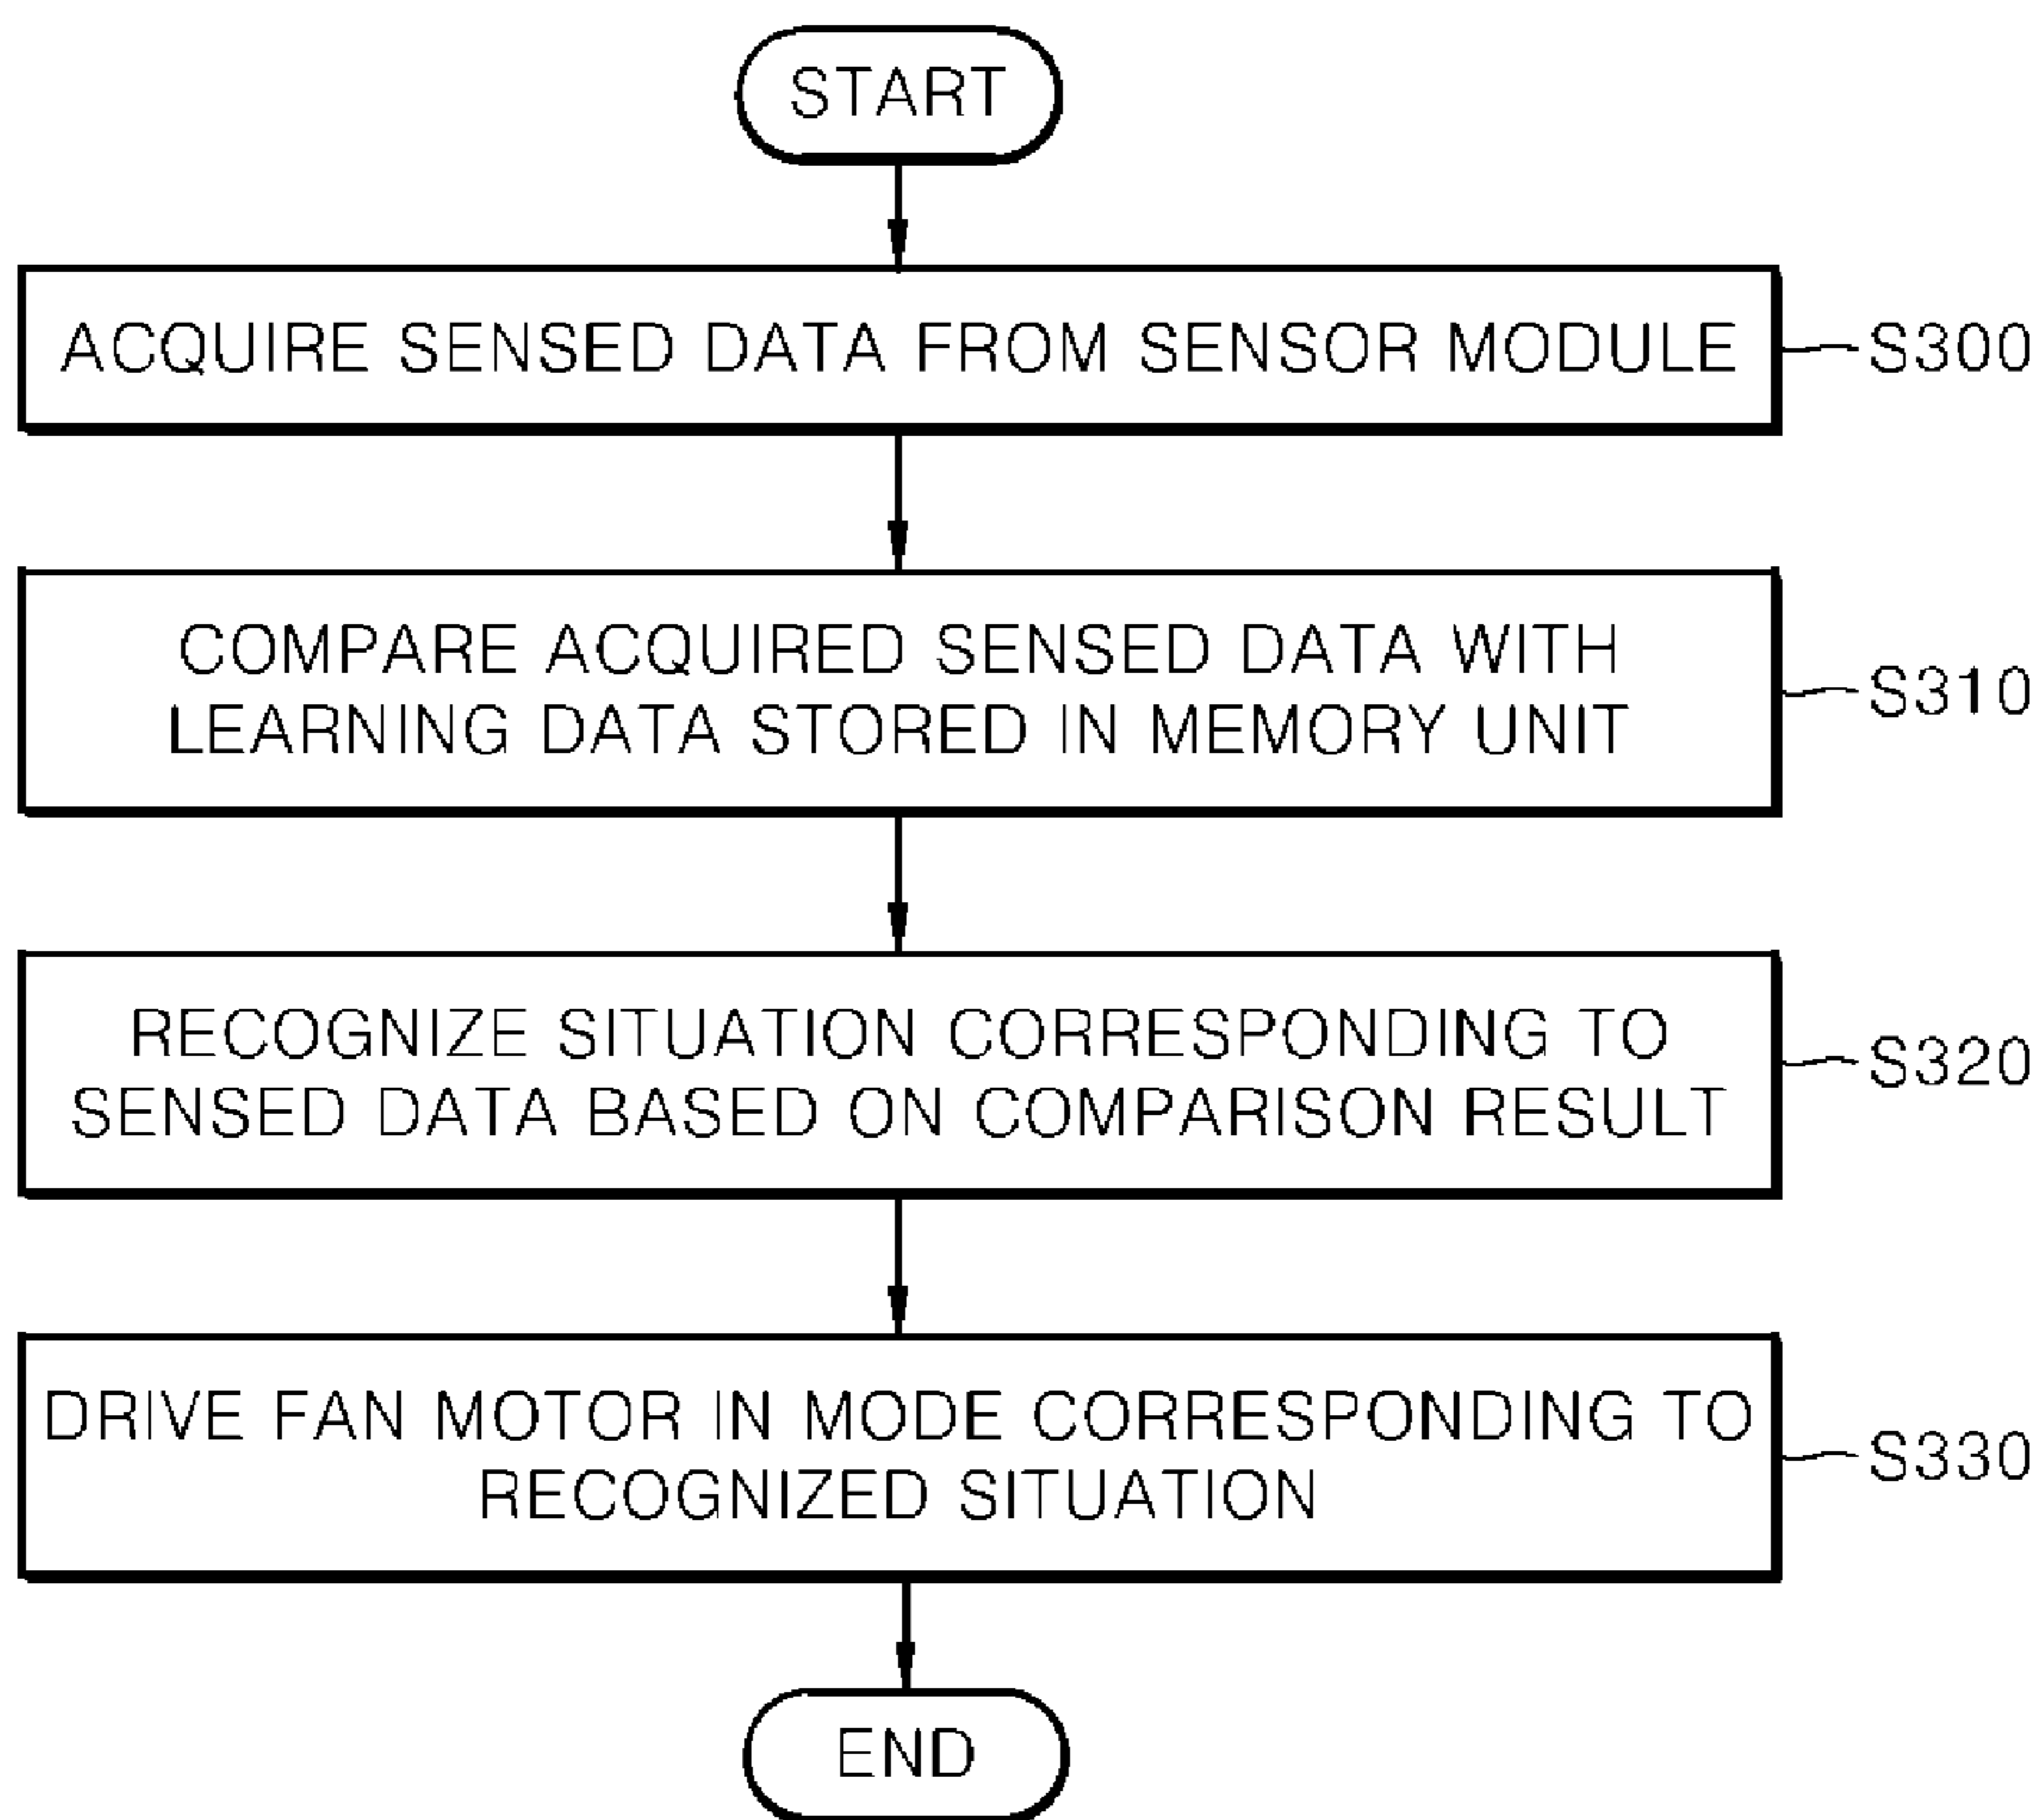 START
ACQUIRE SENSED DATA FROM SENSOR MODULE
S300
COMPARE ACQUIRED SENSED DATA WITH
LEARNING DATA STORED IN MEMORY UNIT
S310
RECOGNIZE SITUATION CORRESPONDING TO
SENSED DATA BASED ON COMPARISON RESULT
S320
DRIVE FAN MOTOR IN MODE CORRESPONDING TO
RECOGNIZED SITUATION
S330
END